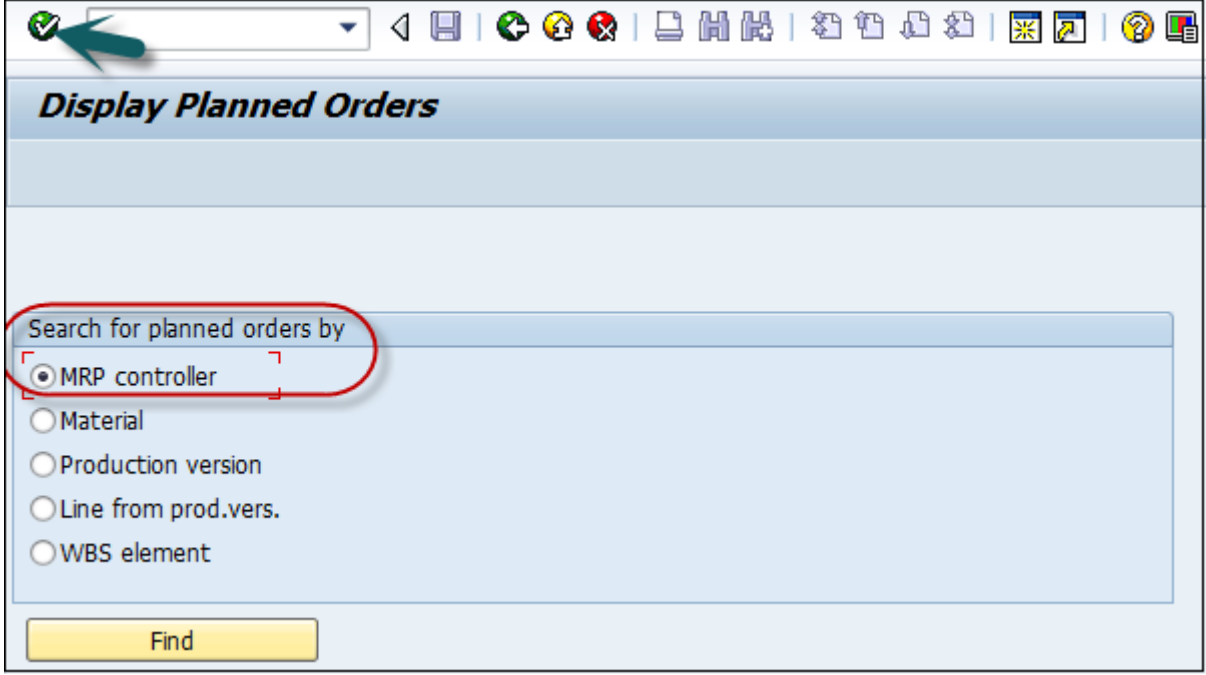 Display Planned Orders
Search for planned orders by
MRP controller
Material
Production version
Line from prod.vers.
WBS element
Find